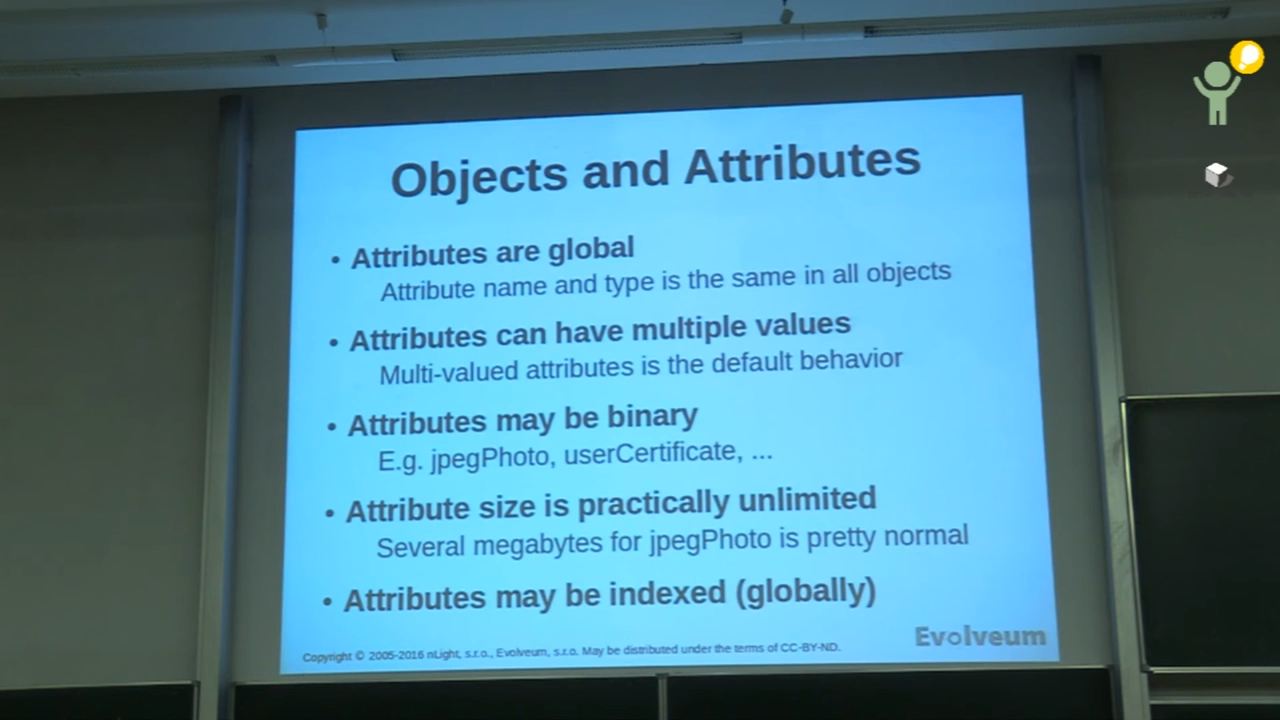 Objects and Attributes
• Attributes are global
Attribute name and type is the same in all objects
• Attributes can have multiple values
Multi-valued attributes is the default behavior
• Attributes may be binary
E.g. jpegPhoto, userCertificate, ...
• Attribute size is practically unlimited
Several megabytes for jpegPhoto is pretty normal
• Attributes may be indexed (globally)
Evolveum
Copyright © 2005-2016 nLight, s.r.o., Evolveum, s.r.o. May be distributed under the terms of CC-BY-ND.